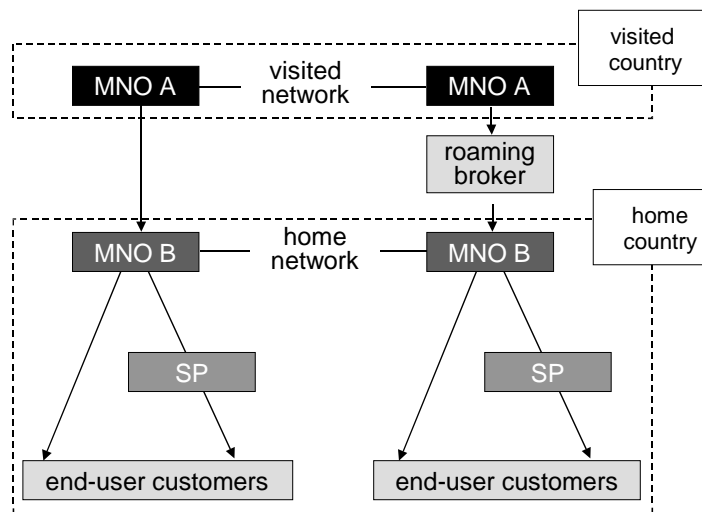 visited
country
MNO A
visited
network
MNO A
roaming
broker
home
country
MNO B
home
network
MNO B
SP
SP
end-user customers
end-user customers